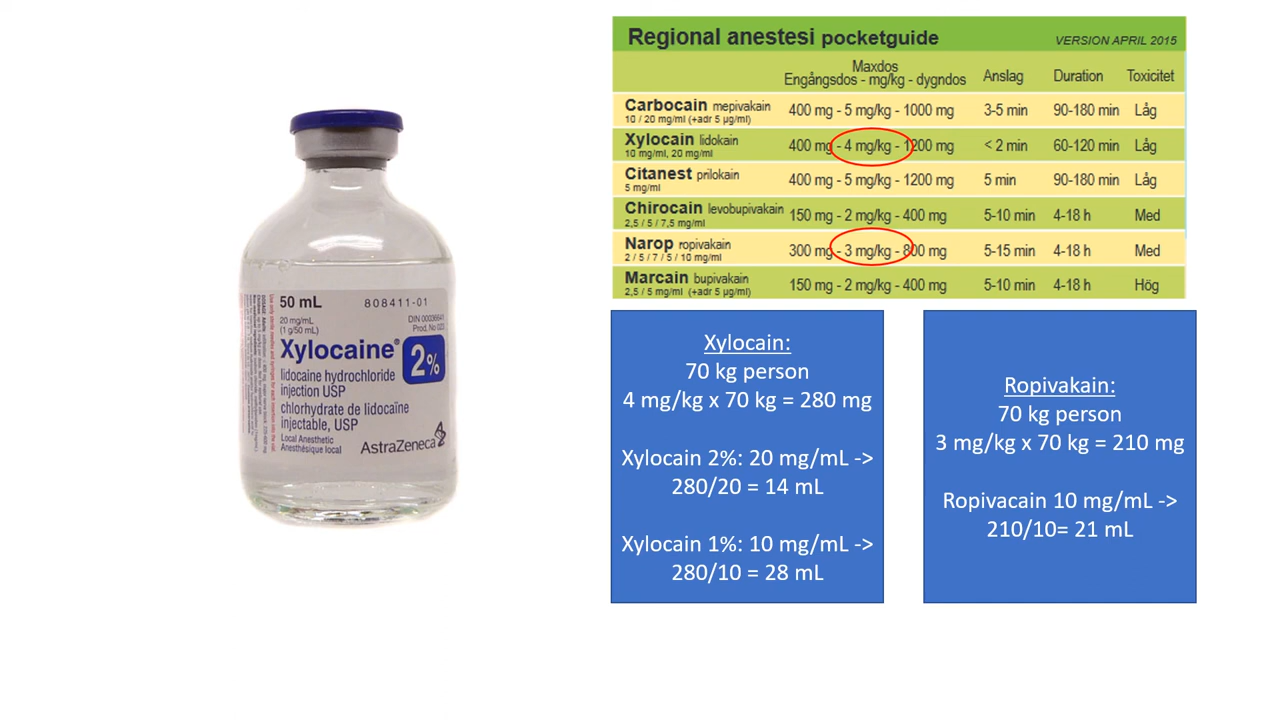 50 mL
808411-01
20 mg/mL
(1 g/50 mL)
DIN 00036641
Prod. No 023
Xylocaine®
2%
lidocaine hydrochloride
injection USP
chlorhydrate de lidocaïne
injectable, USP
Local Anesthetic
Anesthésique local
AstraZeneca
Regional anestesi pocketguide
VERSION APRIL 2015
Maxdos
Engångsdos - mg/kg - dygndos Anslag Duration Toxicitet
Carbocain mepivakain 400 mg - 5 mg/kg - 1000 mg 3-5 min 90-180 min Låg
10 / 20 mg/ml (+adr 5 µg/ml)
Xylocain lidokain 400 mg - 4 mg/kg - 1200 mg < 2 min 60-120 min Låg
10 mg/ml, 20 mg/ml
Citanest prilokain 400 mg - 5 mg/kg - 1200 mg 5 min 90-180 min Låg
5 mg/ml
Chirocain levobupivakain 150 mg - 2 mg/kg - 400 mg 5-10 min 4-18 h Med
2,5 / 5 / 7,5 mg/ml
Narop ropivakain 300 mg - 3 mg/kg - 800 mg 5-15 min 4-18 h Med
2 / 5 / 7 / 5 / 10 mg/ml
Marcain bupivakain 150 mg - 2 mg/kg - 400 mg 5-10 min 4-18 h Hög
2,5 / 5 mg/ml (+adr 5 µg/ml)
Xylocain:
70 kg person
4 mg/kg x 70 kg = 280 mg
Xylocain 2%: 20 mg/mL ->
280/20 = 14 mL
Xylocain 1%: 10 mg/mL ->
280/10 = 28 mL
Ropivakain:
70 kg person
3 mg/kg x 70 kg = 210 mg
Ropivacain 10 mg/mL ->
210/10= 21 mL